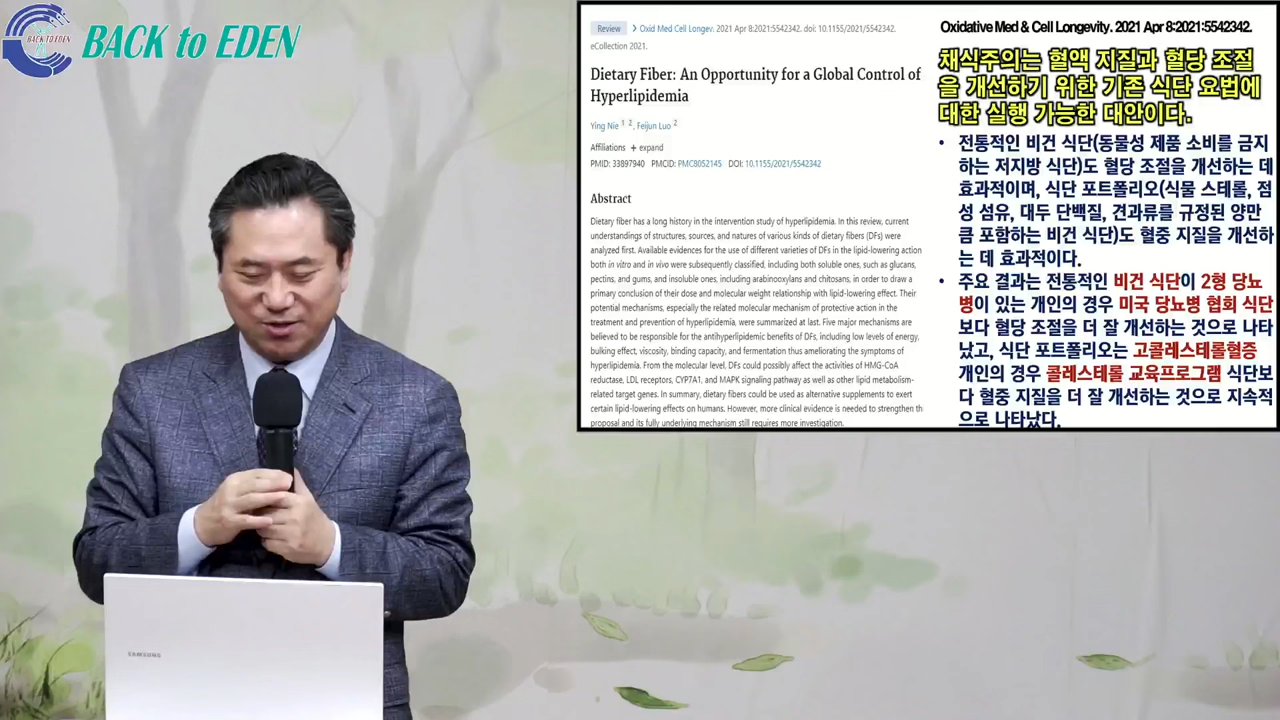 BACK TO EDEN
BACK to EDEN
Review
Oxid Med Cell Longev. 2021 Apr 8:2021:5542342. doi: 10.1155/2021/5542342.
eCollection 2021.
Dietary Fiber: An Opportunity for a Global Control of
Hyperlipidemia
Ying Nie 1 2, Feijun Luo 2
Affiliations + expand
PMID: 33897940 PMCID: PMC8052145 DOI: 10.1155/2021/5542342
Abstract
Dietary fiber has a long history in the intervention study of hyperlipidemia. In this review, current
understandings of structures, sources, and natures of various kinds of dietary fibers (DFs) were
analyzed first. Available evidences for the use of different varieties of DFs in the lipid-lowering action
both in vitro and in vivo were subsequently classified, including both soluble ones, such as glucans,
pectins, and gums, and insoluble ones, including arabinooxylans and chitosans, in order to draw a
primary conclusion of their dose and molecular weight relationship with lipid-lowering effect. Their
potential mechanisms, especially the related molecular mechanism of protective action in the
treatment and prevention of hyperlipidemia, were summarized at last. Five major mechanisms are
believed to be responsible for the antihyperlipidemic benefits of DFs, including low levels of energy,
bulking effect, viscosity, binding capacity, and fermentation thus ameliorating the symptoms of
hyperlipidemia. From the molecular level, DFs could possibly affect the activities of HMG-CoA
reductase, LDL receptors, CYP7A1, and MAPK signaling pathway as well as other lipid metabolism-
related target genes. In summary, dietary fibers could be used as alternative supplements to exert
certain lipid-lowering effects on humans. However, more clinical evidence is needed to strengthen th
proposal and its fully underlying mechanism still requires more investigation.
Oxidative Med & Cell Longevity. 2021 Apr 8:2021:5542342.
채식주의는 혈액 지질과 혈당 조절
을 개선하기 위한 기존 식단 요법에
대한 실행 가능한 대안이다.
• 전통적인 비건 식단(동물성 제품 소비를 금지
하는 저지방 식단)도 혈당 조절을 개선하는 데
효과적이며, 식단 포트폴리오(식물 스테롤, 점
성 섬유, 대두 단백질, 견과류를 규정된 양만
큼 포함하는 비건 식단)도 혈중 지질을 개선하
는 데 효과적이다.
• 주요 결과는 전통적인 비건 식단이 2형 당뇨
병이 있는 개인의 경우 미국 당뇨병 협회 식단
보다 혈당 조절을 더 잘 개선하는 것으로 나타
났고, 식단 포트폴리오는 고콜레스테롤혈증
개인의 경우 콜레스테롤 교육프로그램 식단보
다 혈중 지질을 더 잘 개선하는 것으로 지속적
으로 나타났다.
SAMSUNG